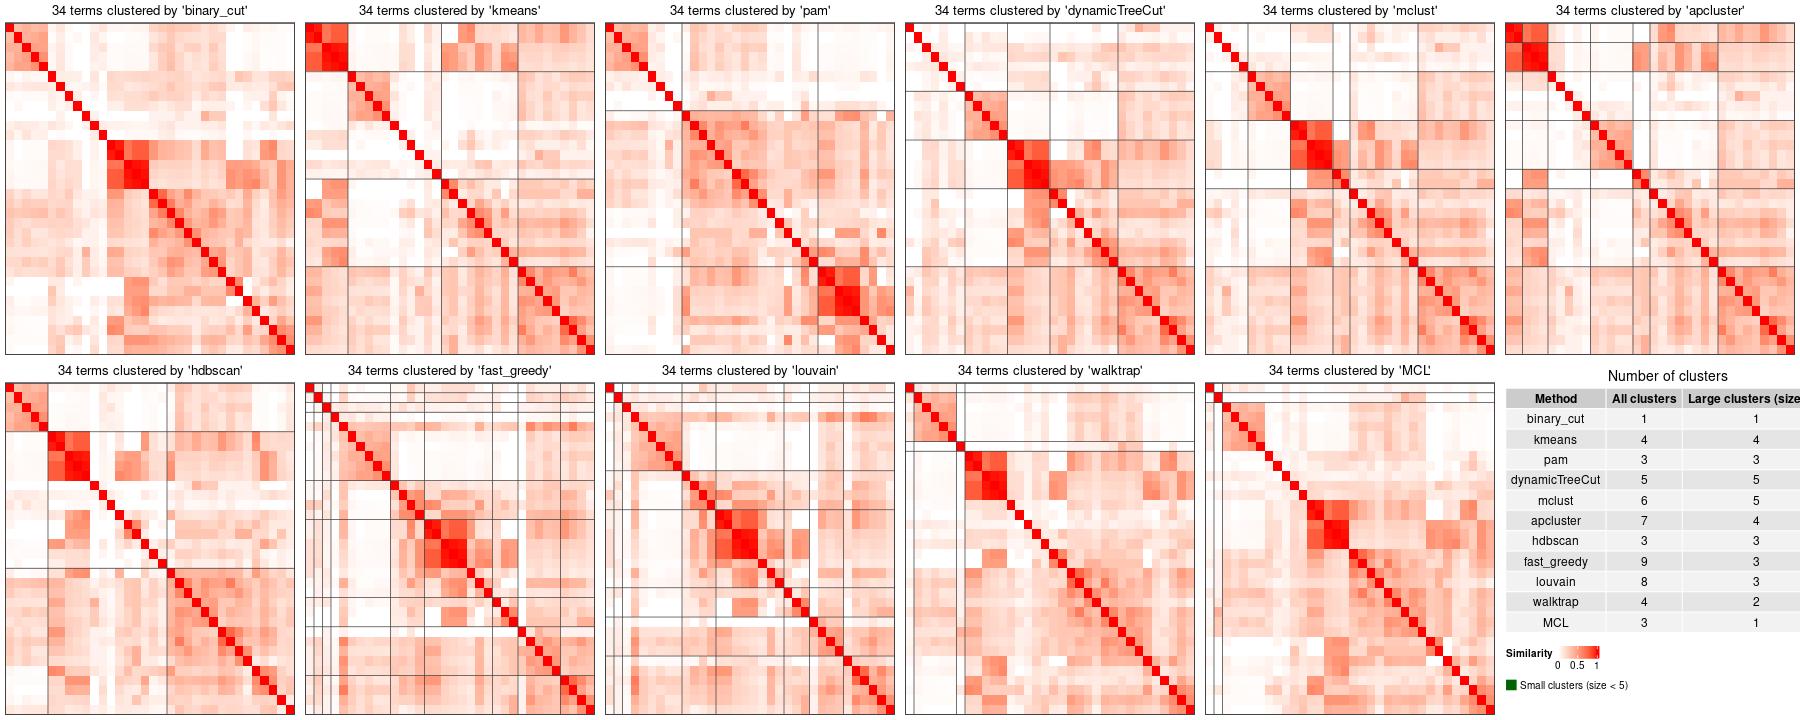 34 terms clustered by 'binary_cut'
34 terms clustered by 'kmeans'
34 terms clustered by 'pam'
34 terms clustered by 'dynamicTreeCut'
34 terms clustered by 'mclust'
34 terms clustered by 'apcluster'
34 terms clustered by 'hdbscan'
34 terms clustered by 'fast_greedy'
34 terms clustered by 'louvain'
34 terms clustered by 'walktrap'
34 terms clustered by 'MCL'
Number of clusters
Method All clusters Large clusters (size
binary_cut 1 1
kmeans 4 4
pam 3 3
dynamicTreeCut 5 5
mclust 6 5
apcluster 7 4
hdbscan 3 3
fast_greedy 9 3
louvain 8 3
walktrap 4 2
MCL 3 1
Similarity
0 0.5 1
Small clusters (size < 5)